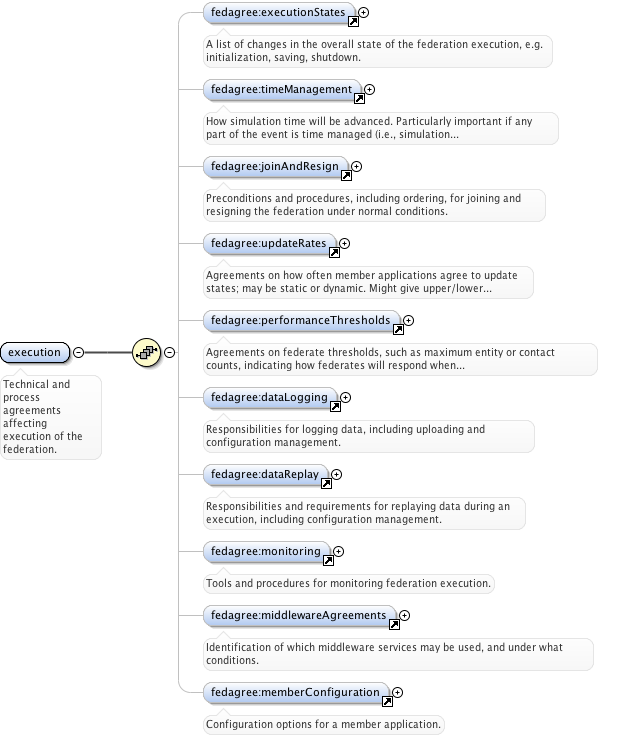 fedagree:executionStates
A list of changes in the overall state of the federation execution, e.g.
initialization, saving, shutdown.
fedagree:timeManagement
How simulation time will be advanced. Particularly important if any
part of the event is time managed (i.e., simulation...
fedagree:joinAndResign
Preconditions and procedures, including ordering, for joining and
resigning the federation under normal conditions.
fedagree:updateRates
Agreements on how often member applications agree to update
states; may be static or dynamic. Might give upper/lower...
fedagree:performanceThresholds
Agreements on federate thresholds, such as maximum entity or contact
counts, indicating how federates will respond when...
execution
Technical and
process
agreements
affecting
execution of the
federation.
fedagree:dataLogging
Responsibilities for logging data, including uploading and
configuration management.
fedagree:dataReplay
Responsibilities and requirements for replaying data during an
execution, including configuration management.
fedagree:monitoring
Tools and procedures for monitoring federation execution.
fedagree:middlewareAgreements
Identification of which middleware services may be used, and under what
conditions.
fedagree:memberConfiguration
Configuration options for a member application.